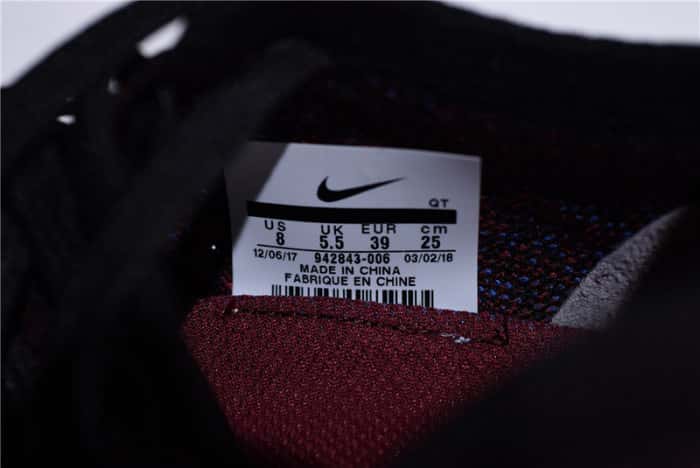 QT
US UK EUR cm
8 5.5 39 25
12/06/17 942843-006 03/02/18
MADE IN CHINA
FABRIQUE EN CHINE